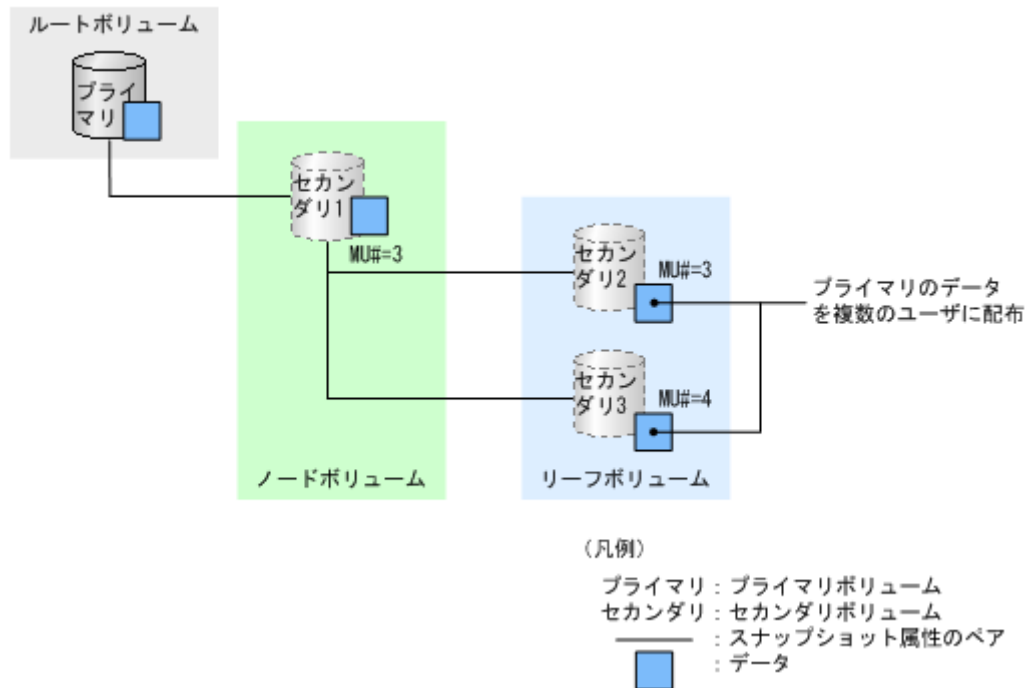 ルートボリューム
プライ
マリ
セカン
ダリ1
MU#=3
セカン
ダリ2
MU#=3
プライマリのデータ
を複数のユーザに配布
セカン
ダリ3
MU#=4
ノードボリューム
リーフボリューム
(凡例)
プライマリ:プライマリボリューム
セカンダリ:セカンダリボリューム
:スナップショット属性のペア
:データ